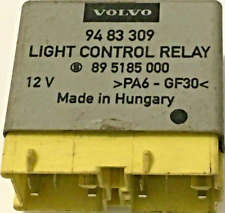 VOLVO
94 83 309
LIGHT CONTROL RELAY
89 5185 000
12 V >PA6 - GF30<
Made in Hungary